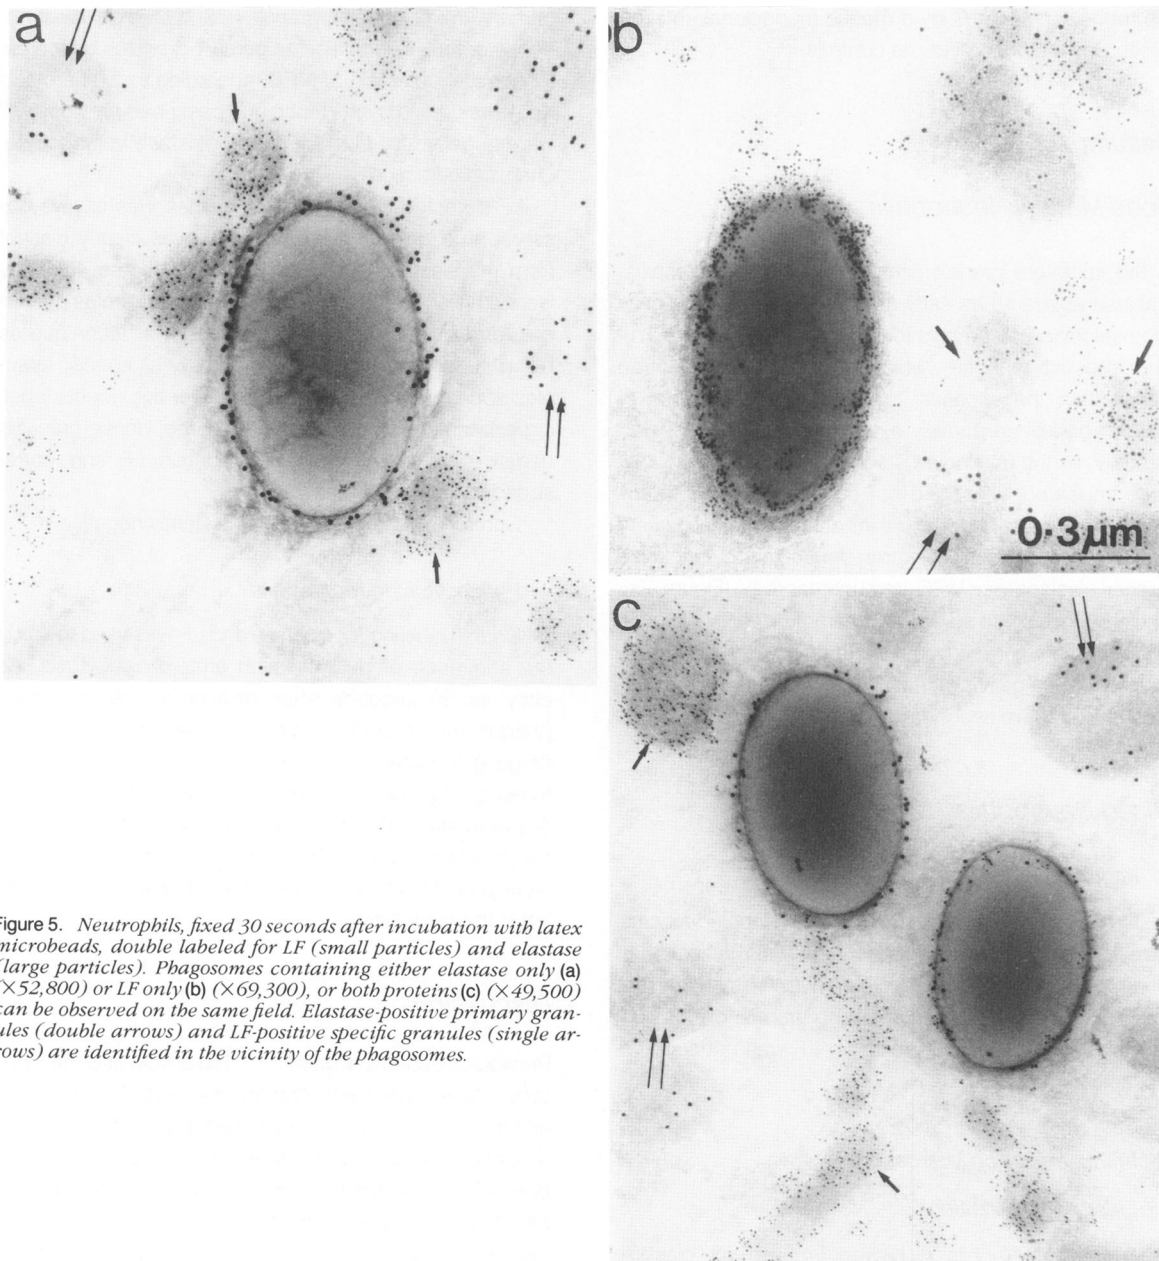 a
b
0·3µm
c
Figure 5. Neutrophils, fixed 30 seconds after incubation with latex
microbeads, double labeled for LF (small particles) and elastase
(large particles). Phagosomes containing either elastase only (a)
(×52,800) or LF only (b) (×69,300), or both proteins (c) (×49,500)
can be observed on the same field. Elastase-positive primary gran-
ules (double arrows) and LF-positive specific granules (single ar-
rows) are identified in the vicinity of the phagosomes.